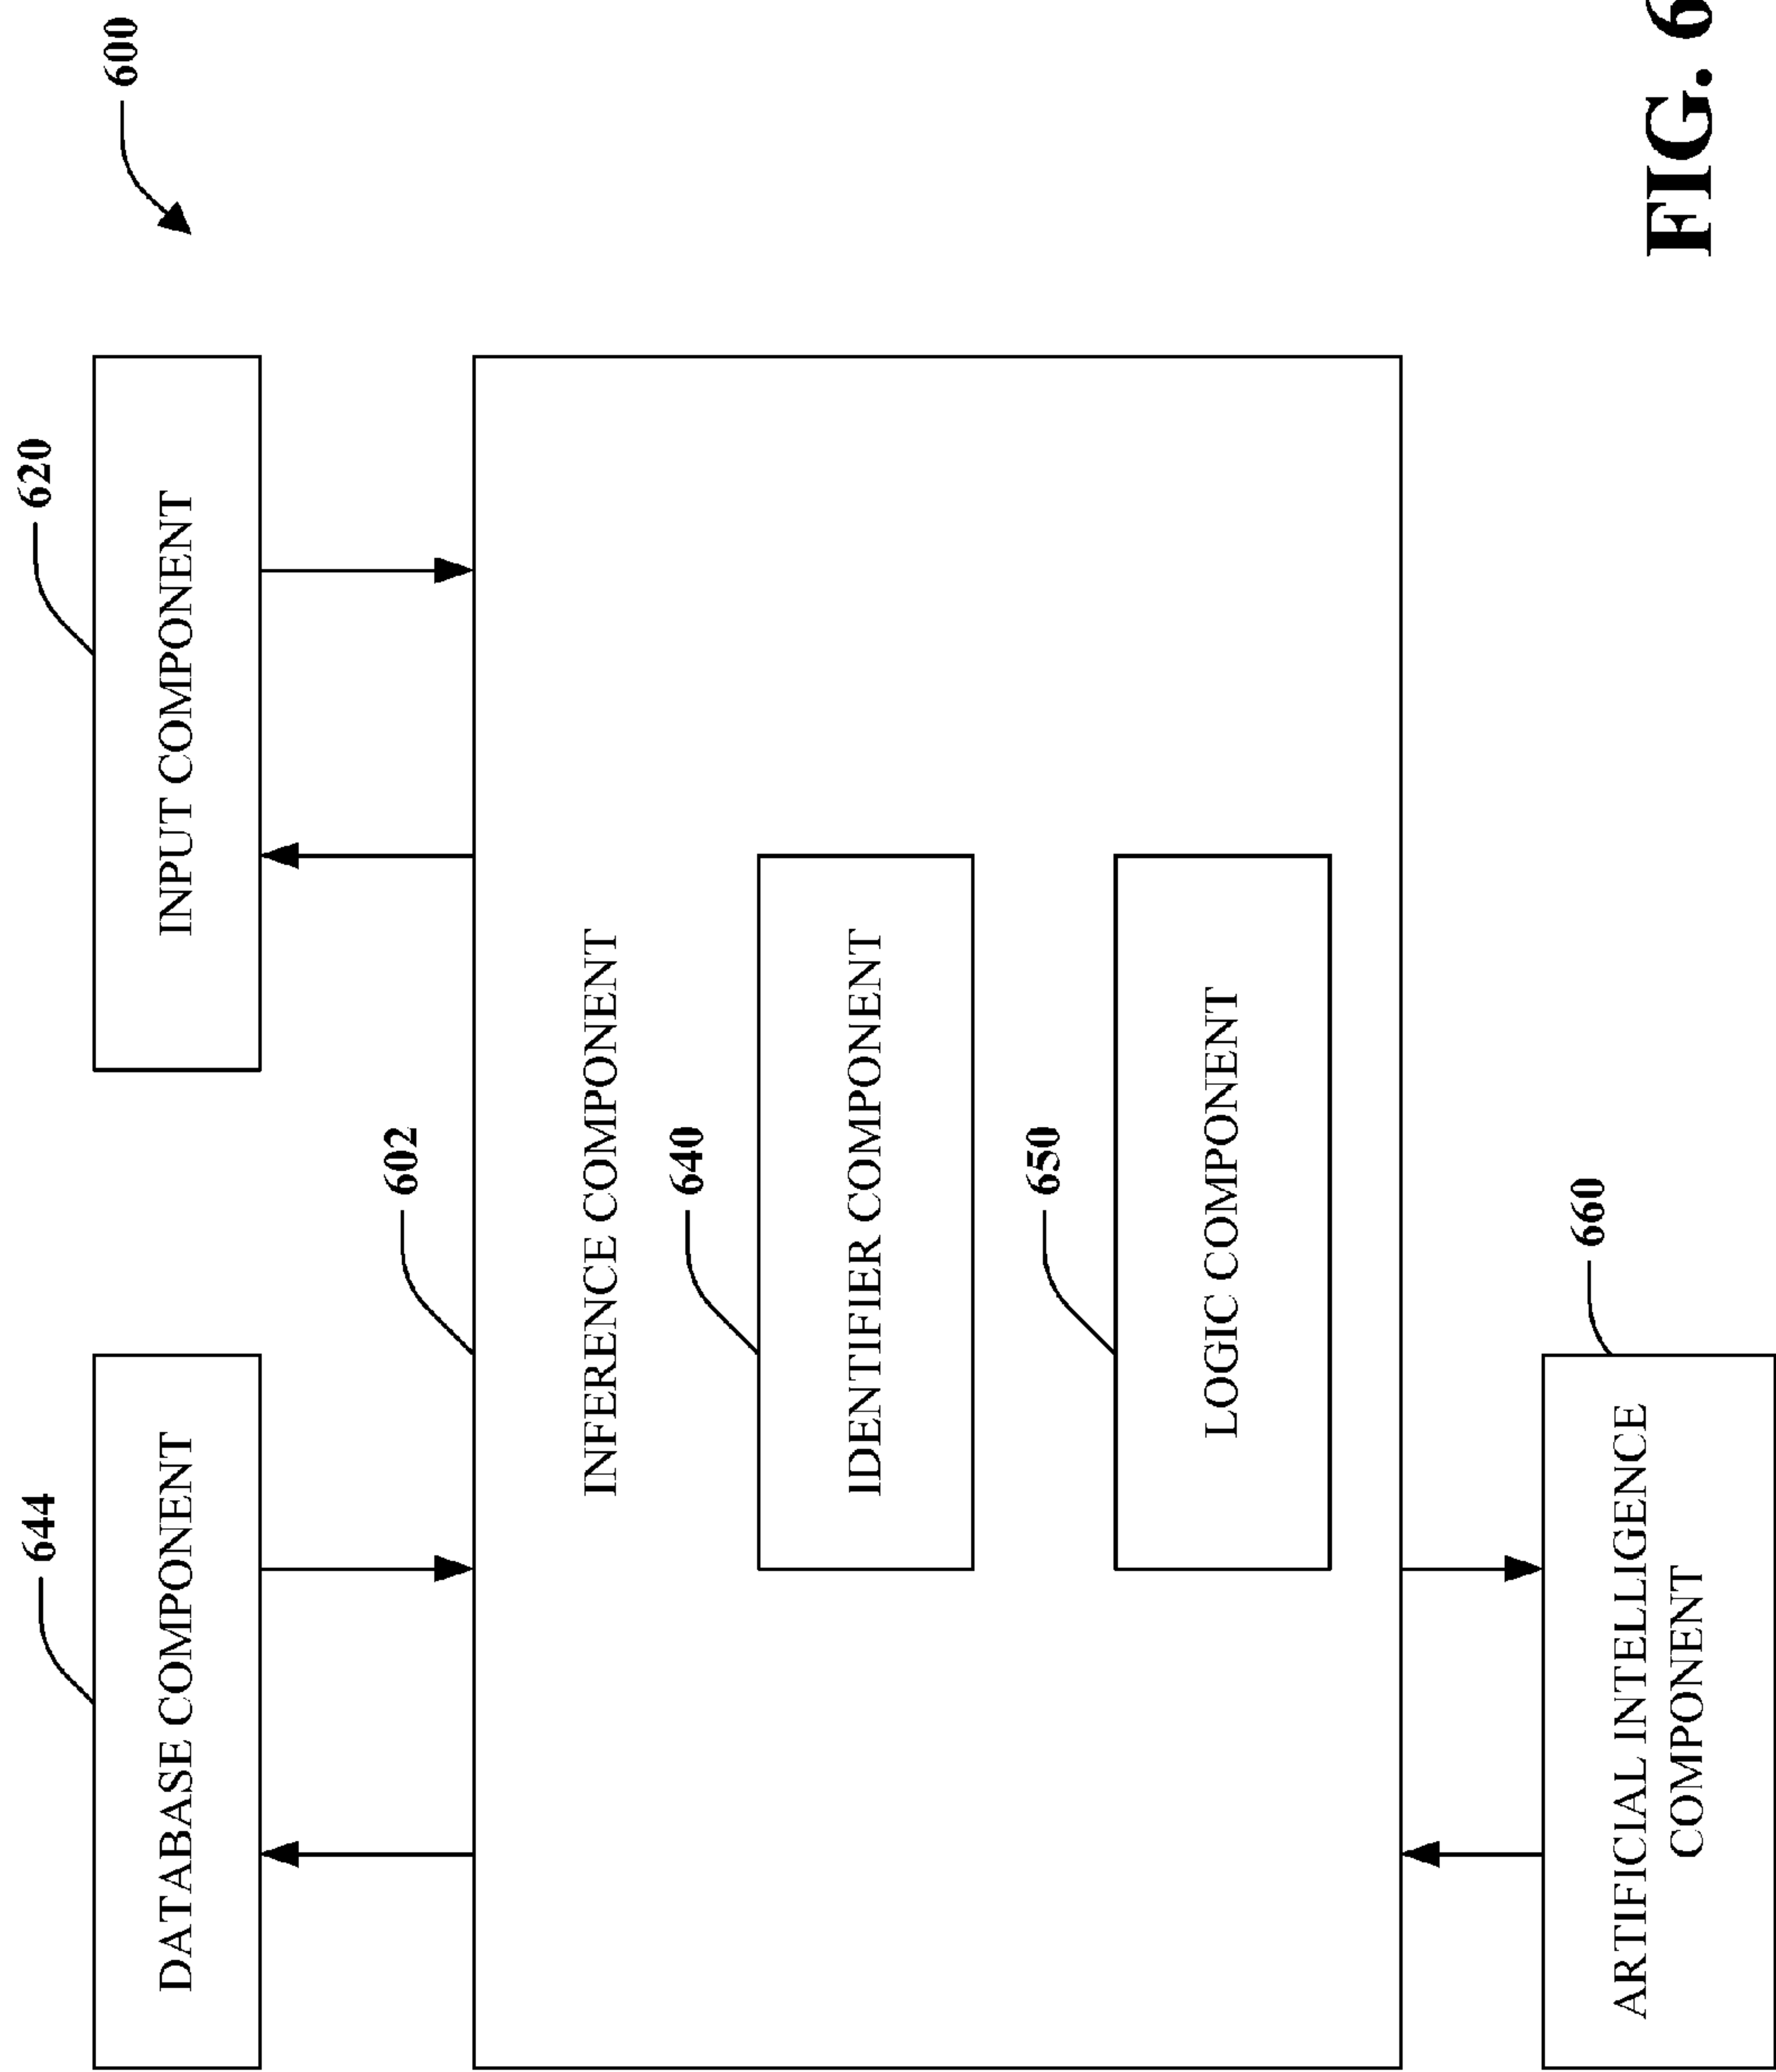 600
644
DATABASE COMPONENT
620
INPUT COMPONENT
602
INFERENCE COMPONENT
640
IDENTIFIER COMPONENT
650
LOGIC COMPONENT
660
ARTIFICIAL INTELLIGENCE
COMPONENT
FIG. 6